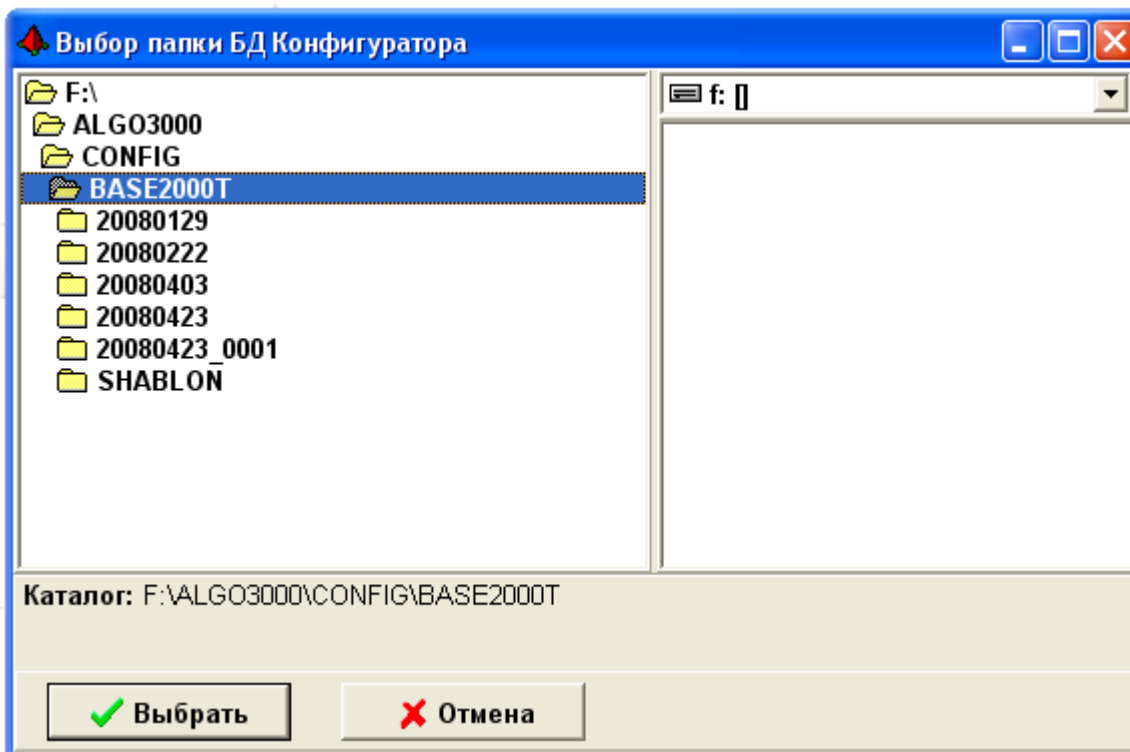 Выбор папки БД Конфигуратора
F:\
ALGO3000
CONFIG
BASE2000T
20080129
20080222
20080403
20080423
20080423_0001
SHABLON
f: []
Каталог: F:\ALGO3000\CONFIG\BASE2000T
Выбрать
Отмена